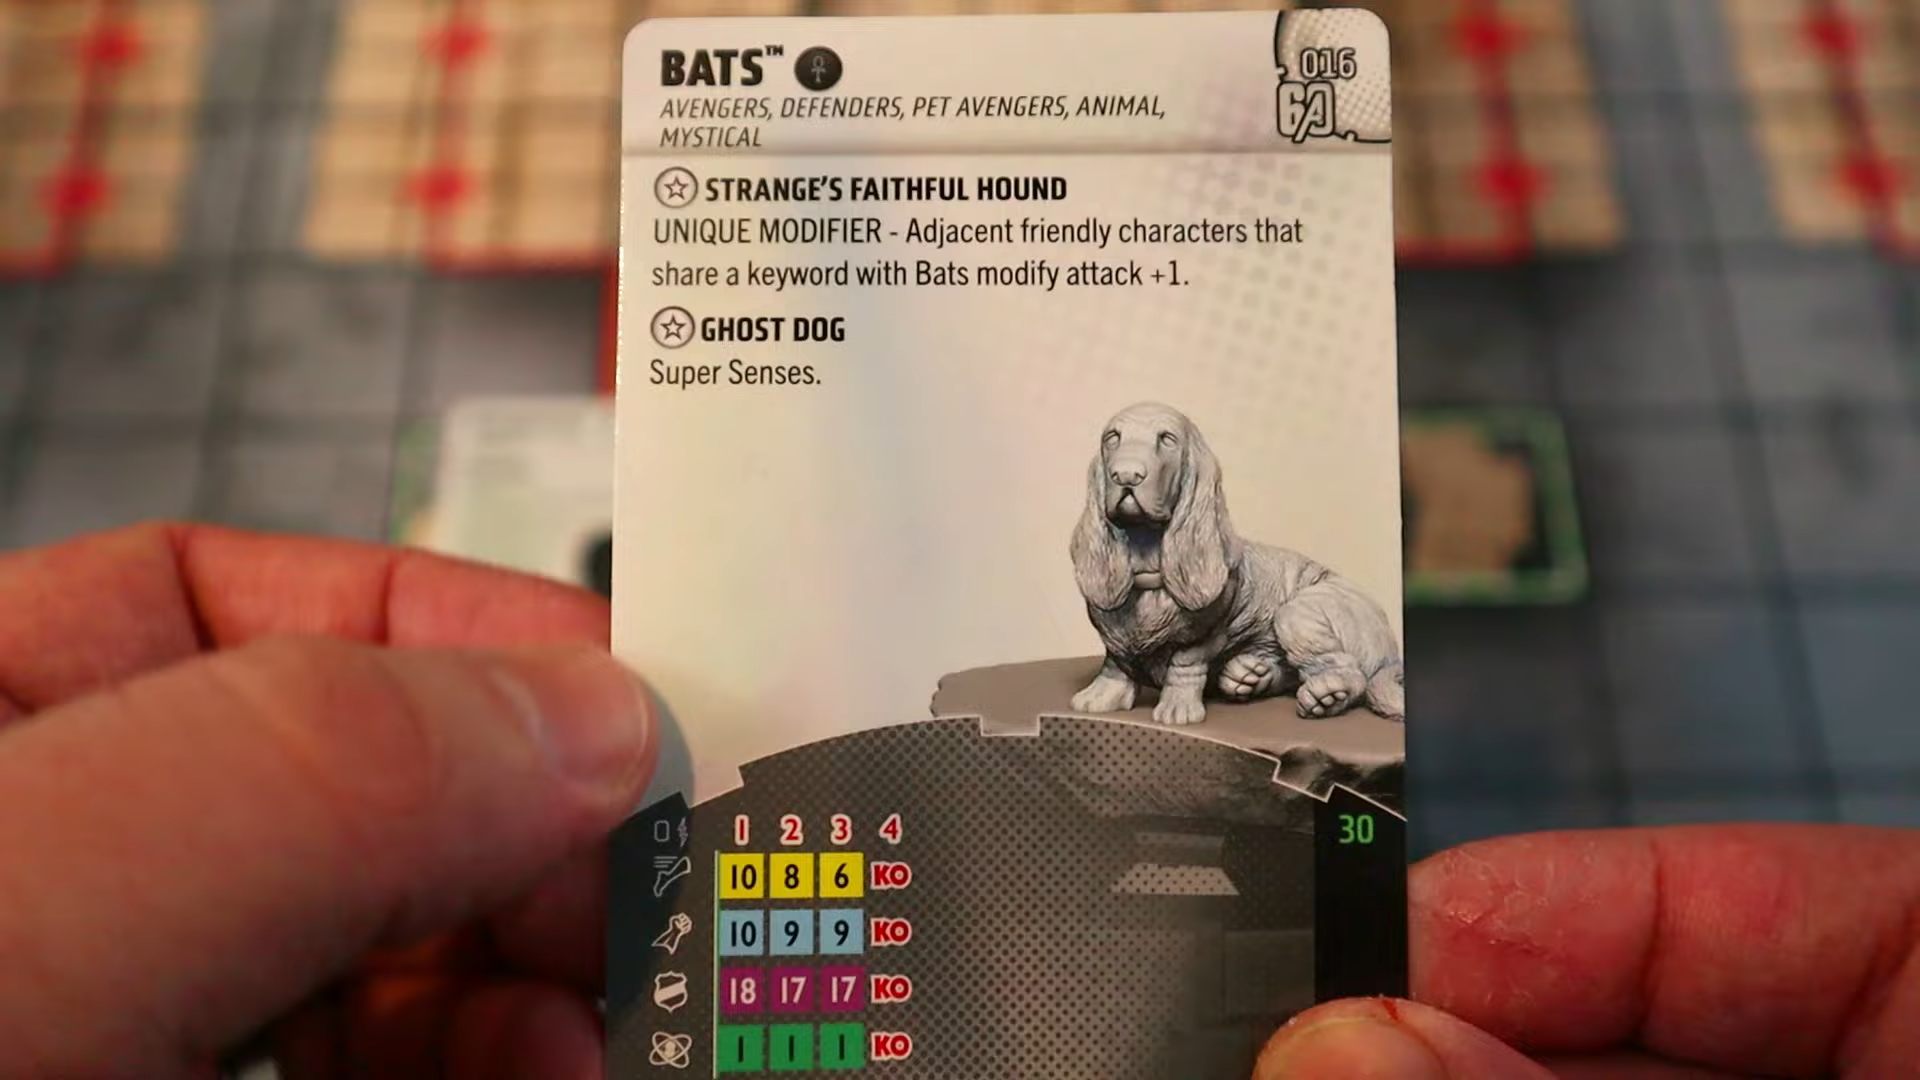 BATS™
016
60
AVENGERS, DEFENDERS, PET AVENGERS, ANIMAL,
MYSTICAL
STRANGE'S FAITHFUL HOUND
UNIQUE MODIFIER - Adjacent friendly characters that
share a keyword with Bats modify attack +1.
GHOST DOG
Super Senses.
0 1 2 3 4 30
10 8 6 KO
10 9 9 KO
18 17 17 KO
1 1 1 KO